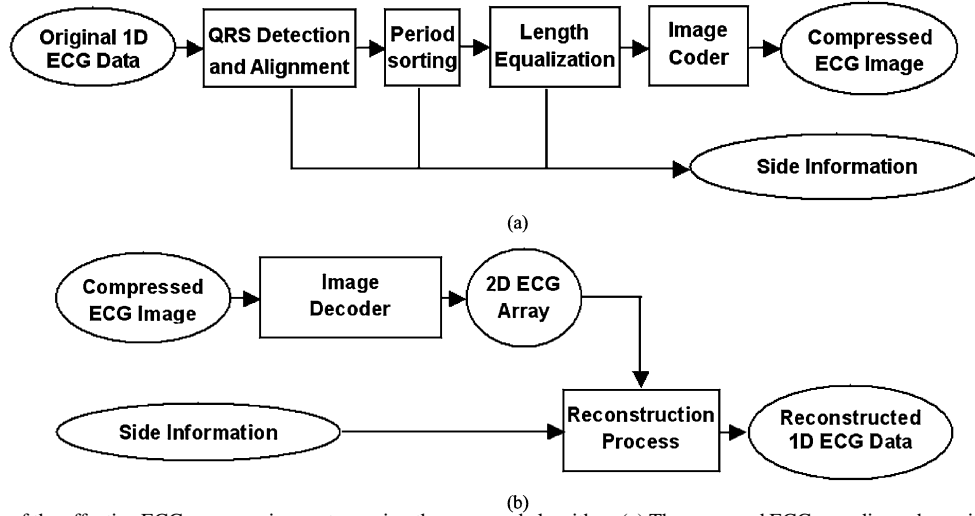 Original 1D
ECG Data
QRS Detection
and Alignment
Period
sorting
Length
Equalization
Image
Coder
Compressed
ECG Image
Side Information
(a)
Compressed
ECG Image
Image
Decoder
2D ECG
Array
Side Information
Reconstruction
Process
Reconstructed
1D ECG Data
(b)